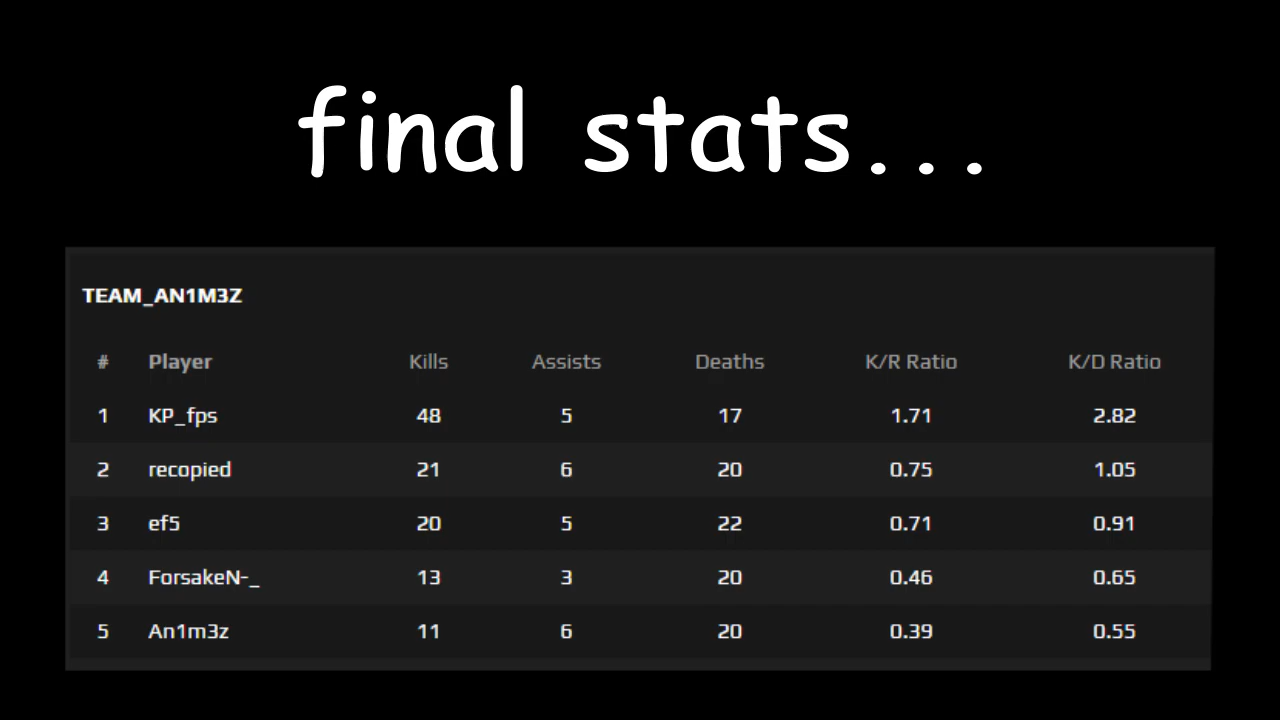 final stats...
TEAM_AN1M3Z
# Player Kills Assists Deaths K/R Ratio K/D Ratio
1 KP_fps 48 5 17 1.71 2.82
2 recopied 21 6 20 0.75 1.05
3 ef5 20 5 22 0.71 0.91
4 ForsakeN-_ 13 3 20 0.46 0.65
5 An1m3z 11 6 20 0.39 0.55